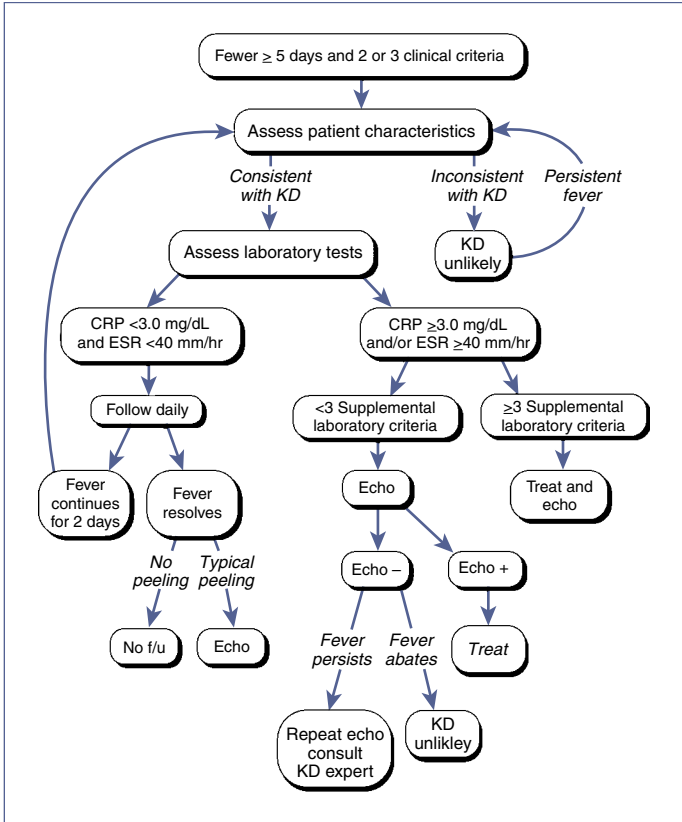 Fewer ≥ 5 days and 2 or 3 clinical criteria
Assess patient characteristics
Consistent
with KD
Inconsistent
with KD
Persistent
fever
KD
unlikely
Assess laboratory tests
CRP <3.0 mg/dL
and ESR <40 mm/hr
CRP ≥3.0 mg/dL
and/or ESR ≥40 mm/hr
Follow daily
<3 Supplemental
laboratory criteria
≥3 Supplemental
laboratory criteria
Fever
continues
for 2 days
Fever
resolves
Echo
Treat and
echo
No
peeling
Typical
peeling
Echo –
Echo +
No f/u
Echo
Fever
persists
Fever
abates
Treat
Repeat echo
consult
KD expert
KD
unlikley